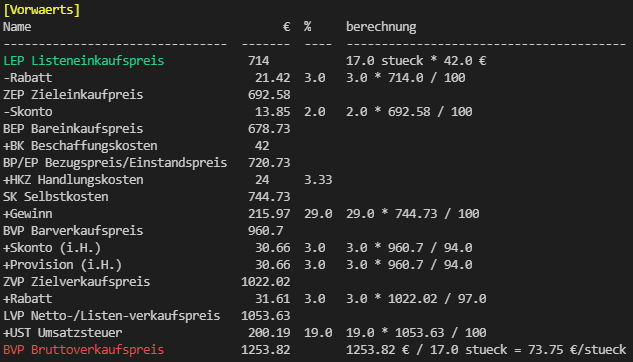 [Vorwaerts]
Name € % berechnung
--------------------------------- ------- ---- -----------------------------------------
LEP Listeneinkaufspreis 714 17.0 stueck * 42.0 €
-Rabatt 21.42 3.0 3.0 * 714.0 / 100
ZEP Zieleinkaufpreis 692.58
-Skonto 13.85 2.0 2.0 * 692.58 / 100
BEP Bareinkaufspreis 678.73
+BK Beschaffungskosten 42
BP/EP Bezugspreis/Einstandspreis 720.73
+HKZ Handlungskosten 24 3.33
SK Selbstkosten 744.73
+Gewinn 215.97 29.0 29.0 * 744.73 / 100
BVP Barverkaufspreis 960.7
+Skonto (i.H.) 30.66 3.0 3.0 * 960.7 / 94.0
+Provision (i.H.) 30.66 3.0 3.0 * 960.7 / 94.0
ZVP Zielverkaufspreis 1022.02
+Rabatt 31.61 3.0 3.0 * 1022.02 / 97.0
LVP Netto-/Listen-verkaufspreis 1053.63
+UST Umsatzsteuer 200.19 19.0 19.0 * 1053.63 / 100
BVP Bruttoverkaufspreis 1253.82 1253.82 € / 17.0 stueck = 73.75 €/stueck